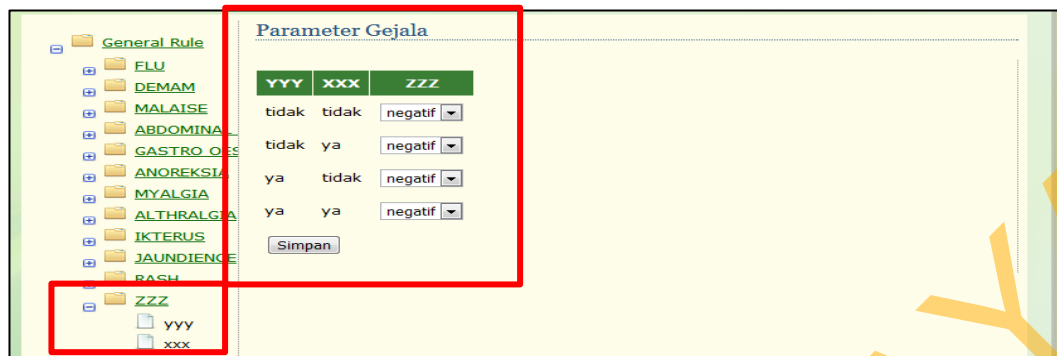 General Rule
FLU
DEMAM
MALAISE
ABDOMINAL
GASTRO OES
ANOREKSIA
MYALGIA
ALTHRALGIA
IKTERUS
JAUNDIENCE
RASH
ZZZ
yyy
xxx
Parameter Gejala
YYY XXX ZZZ
tidak tidak negatif
tidak ya negatif
ya tidak negatif
ya ya negatif
Simpan